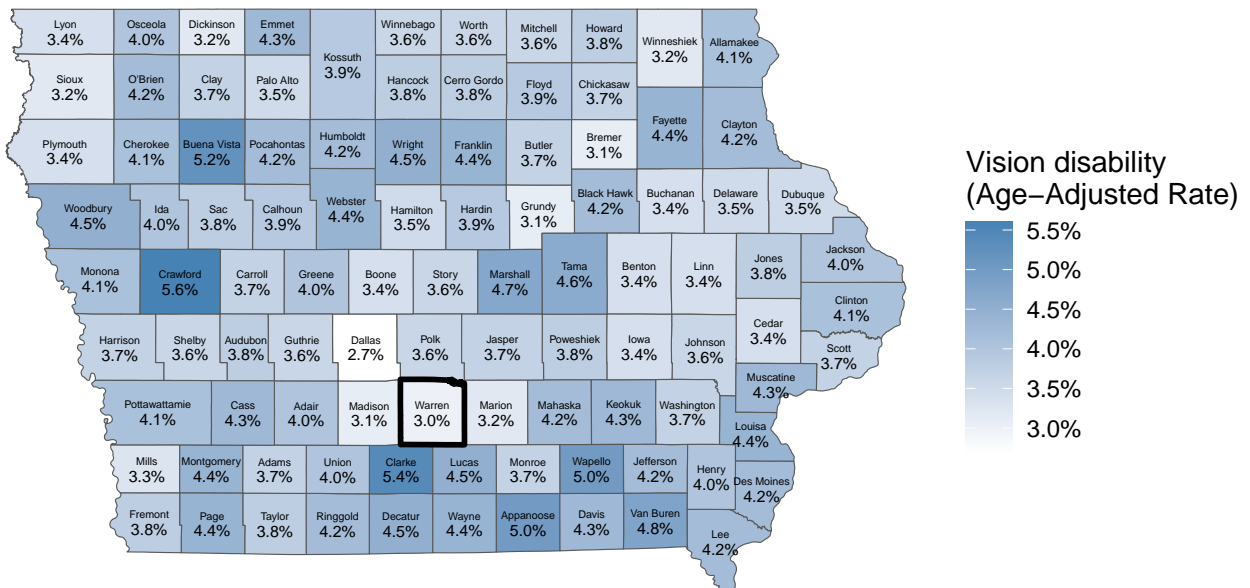 Lyon
3.4%
Osceola
4.0%
Dickinson
3.2%
Emmet
4.3%
Kossuth
3.9%
Winnebago
3.6%
Worth
3.6%
Mitchell
3.6%
Howard
3.8%
Winneshiek
3.2%
Allamakee
4.1%
Sioux
3.2%
O'Brien
4.2%
Clay
3.7%
Palo Alto
3.5%
Hancock
3.8%
Cerro Gordo
3.8%
Floyd
3.9%
Chickasaw
3.7%
Fayette
4.4%
Clayton
4.2%
Plymouth
3.4%
Cherokee
4.1%
Buena Vista
5.2%
Pocahontas
4.2%
Humboldt
4.2%
Wright
4.5%
Franklin
4.4%
Butler
3.7%
Bremer
3.1%
Woodbury
4.5%
Ida
4.0%
Sac
3.8%
Calhoun
3.9%
Webster
4.4%
Hamilton
3.5%
Hardin
3.9%
Grundy
3.1%
Black Hawk
4.2%
Buchanan
3.4%
Delaware
3.5%
Dubuque
3.5%
Monona
4.1%
Crawford
5.6%
Carroll
3.7%
Greene
4.0%
Boone
3.4%
Story
3.6%
Marshall
4.7%
Tama
4.6%
Benton
3.4%
Linn
3.4%
Jones
3.8%
Jackson
4.0%
Clinton
4.1%
Harrison
3.7%
Shelby
3.6%
Audubon
3.8%
Guthrie
3.6%
Dallas
2.7%
Polk
3.6%
Jasper
3.7%
Poweshiek
3.8%
Iowa
3.4%
Johnson
3.6%
Cedar
3.4%
Scott
3.7%
Muscatine
4.3%
Pottawattamie
4.1%
Cass
4.3%
Adair
4.0%
Madison
3.1%
Warren
3.0%
Marion
3.2%
Mahaska
4.2%
Keokuk
4.3%
Washington
3.7%
Louisa
4.4%
Mills
3.3%
Montgomery
4.4%
Adams
3.7%
Union
4.0%
Clarke
5.4%
Lucas
4.5%
Monroe
3.7%
Wapello
5.0%
Jefferson
4.2%
Henry
4.0%
Des Moines
4.2%
Fremont
3.8%
Page
4.4%
Taylor
3.8%
Ringgold
4.2%
Decatur
4.5%
Wayne
4.4%
Appanoose
5.0%
Davis
4.3%
Van Buren
4.8%
Lee
4.2%
Vision disability
(Age−Adjusted Rate)
5.5%
5.0%
4.5%
4.0%
3.5%
3.0%